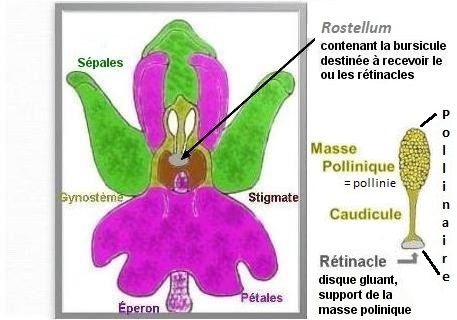 Rostellum
contenant la bursicule
destinée à recevoir le
ou les rétinacles
Sépales
Gynostème
Stigmate
Éperon
Pétales
Masse
Pollinique
= pollinie
Caudicule
Rétinacle
disque gluant,
support de la
masse polinique
Pollinaire